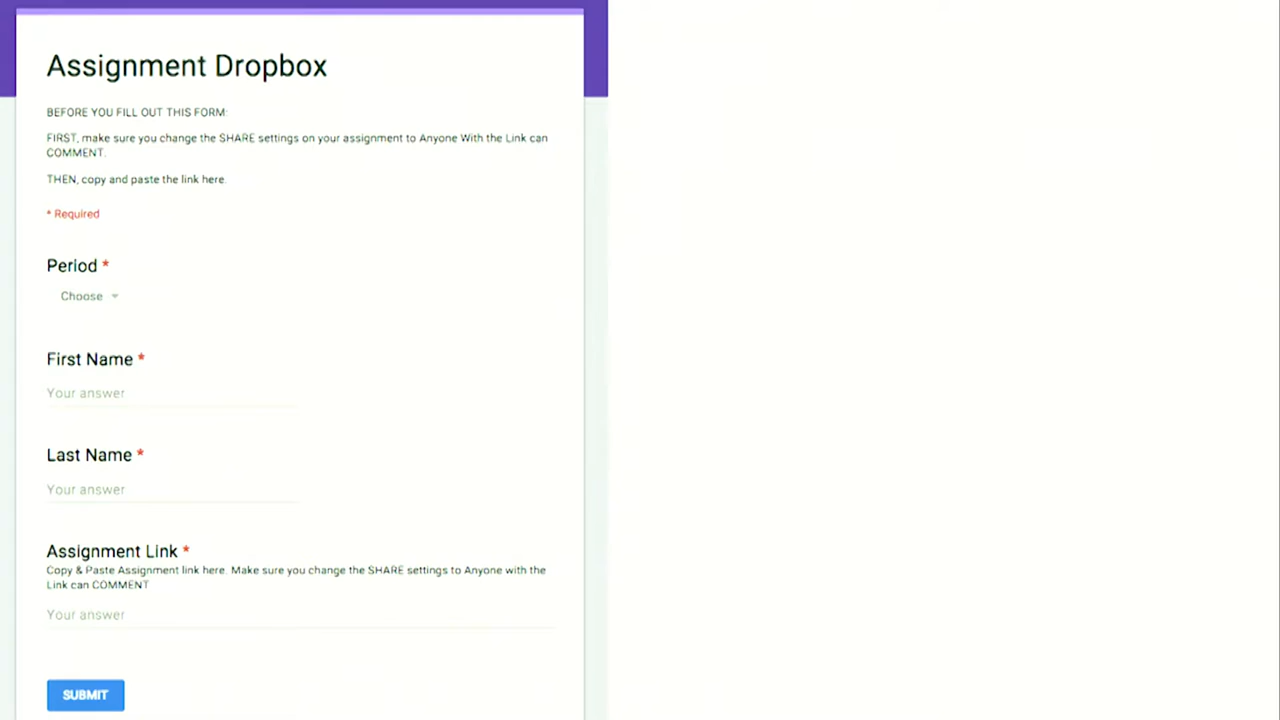 Assignment Dropbox
BEFORE YOU FILL OUT THIS FORM:
FIRST, make sure you change the SHARE settings on your assignment to Anyone With the Link can
COMMENT.
THEN, copy and paste the link here.
* Required
Period *
Choose
First Name *
Your answer
Last Name *
Your answer
Assignment Link *
Copy & Paste Assignment link here. Make sure you change the SHARE settings to Anyone with the
Link can COMMENT
Your answer
SUBMIT